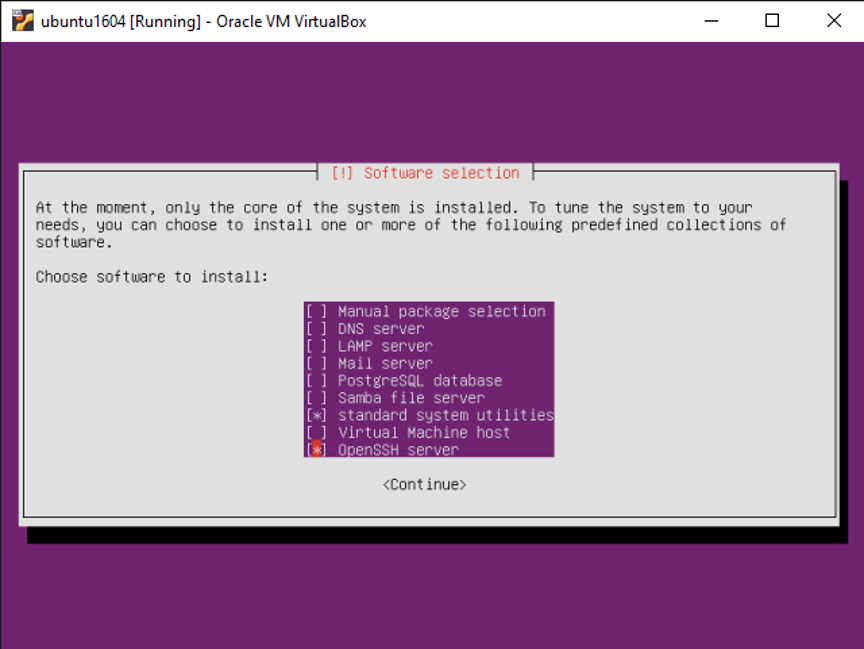 ubuntu1604 [Running] - Oracle VM VirtualBox
[!] Software selection
At the moment, only the core of the system is installed. To tune the system to your
needs, you can choose to install one or more of the following predefined collections of
software.
Choose software to install:
[ ] Manual package selection
[ ] DNS server
[ ] LAMP server
[ ] Mail server
[ ] PostgreSQL database
[ ] Samba file server
[*] standard system utilities
[ ] Virtual Machine host
[*] OpenSSH server
<Continue>